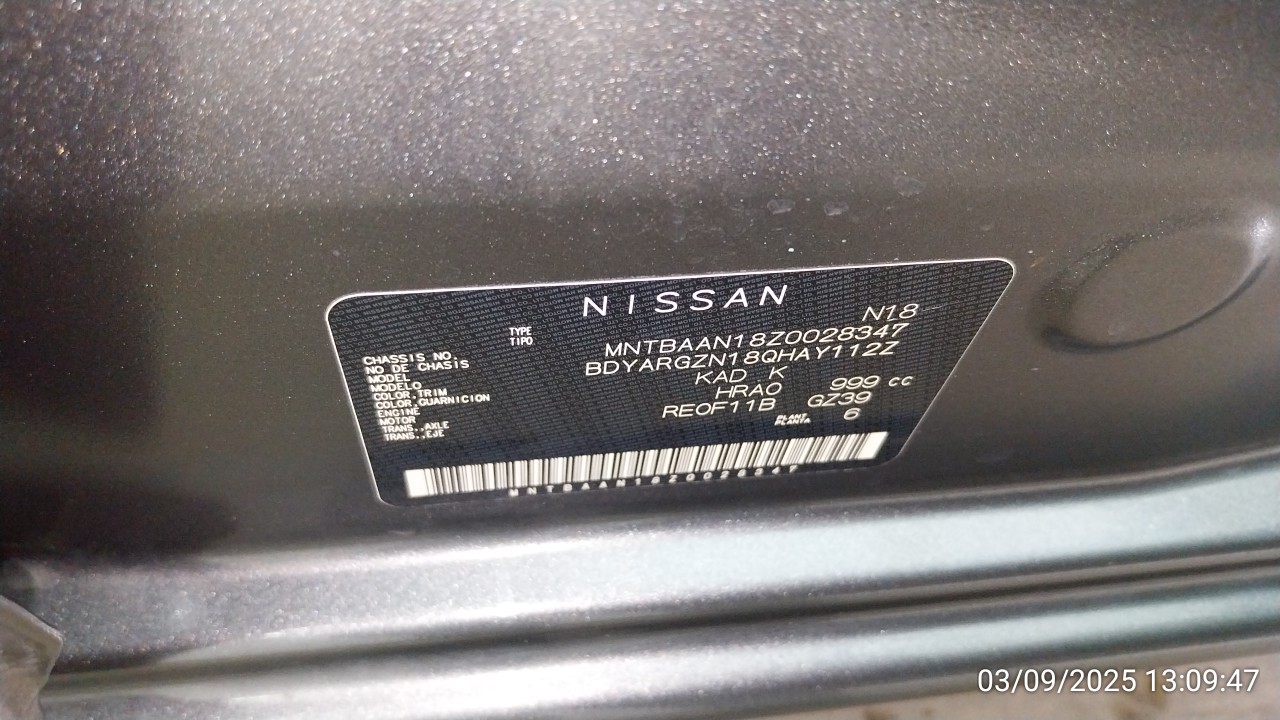 NISSAN
TYPE N18
TIPO
CHASSIS NO. MNTBAAN18Z0028347
NO DE CHASIS
MODEL BDYARGZN18QHAY112Z
MODELO
COLOR,TRIM KAD K
COLOR,GUARNICION
ENGINE HRA0 999 cc
MOTOR
TRANS.,AXLE RE0F11B GZ39
TRANS.,EJE
PLANT 6
PLANTA
MNTBAAN18Z0028347
03/09/2025 13:09:47